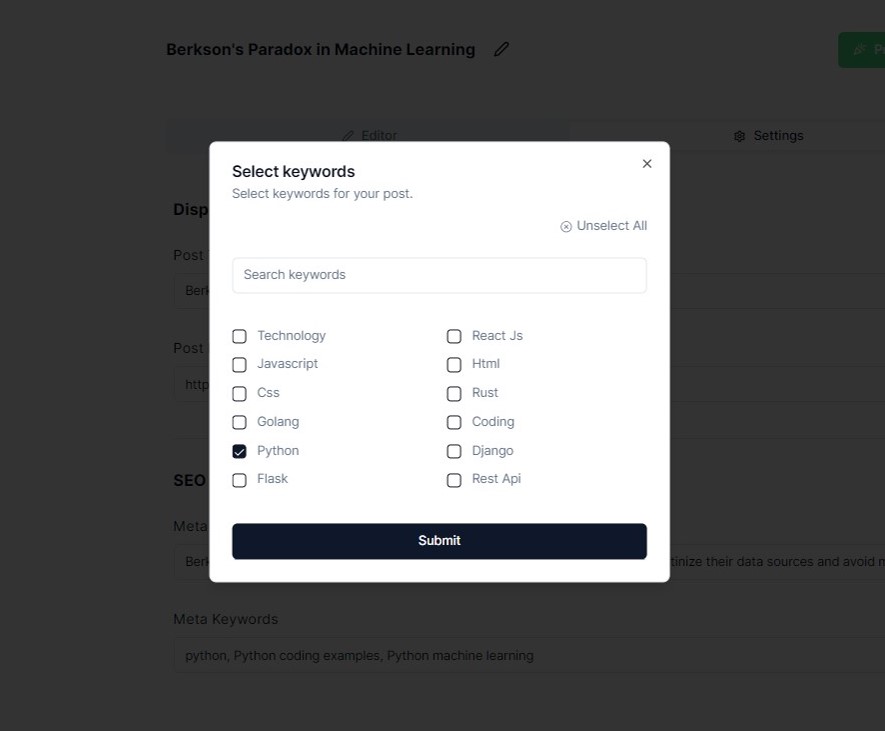 Berkson's Paradox in Machine Learning
Editor
Settings
Select keywords
Select keywords for your post.
Unselect All
Search keywords
Technology
React Js
Javascript
Html
Css
Rust
Golang
Coding
Python
Django
Flask
Rest Api
Submit
Disp
Post
Berk
Post
http
SEO
Meta
Berk
tinize their data sources and avoid m
Meta Keywords
python, Python coding examples, Python machine learning